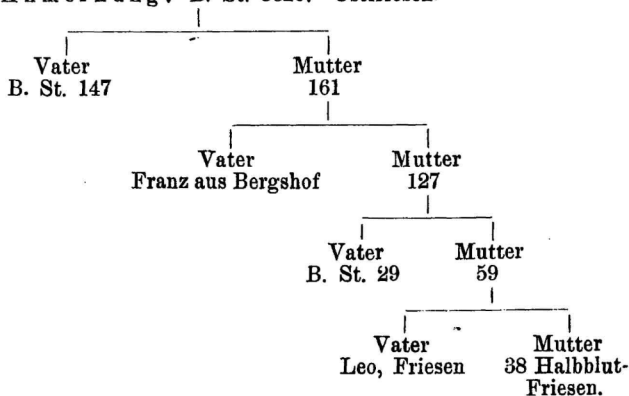 B. St.
Vater Mutter
B. St. 147 161
Vater Mutter
Franz aus Bergshof 127
Vater Mutter
B. St. 29 59
Vater Mutter
Leo, Friesen 38 Halbblut-
Friesen.